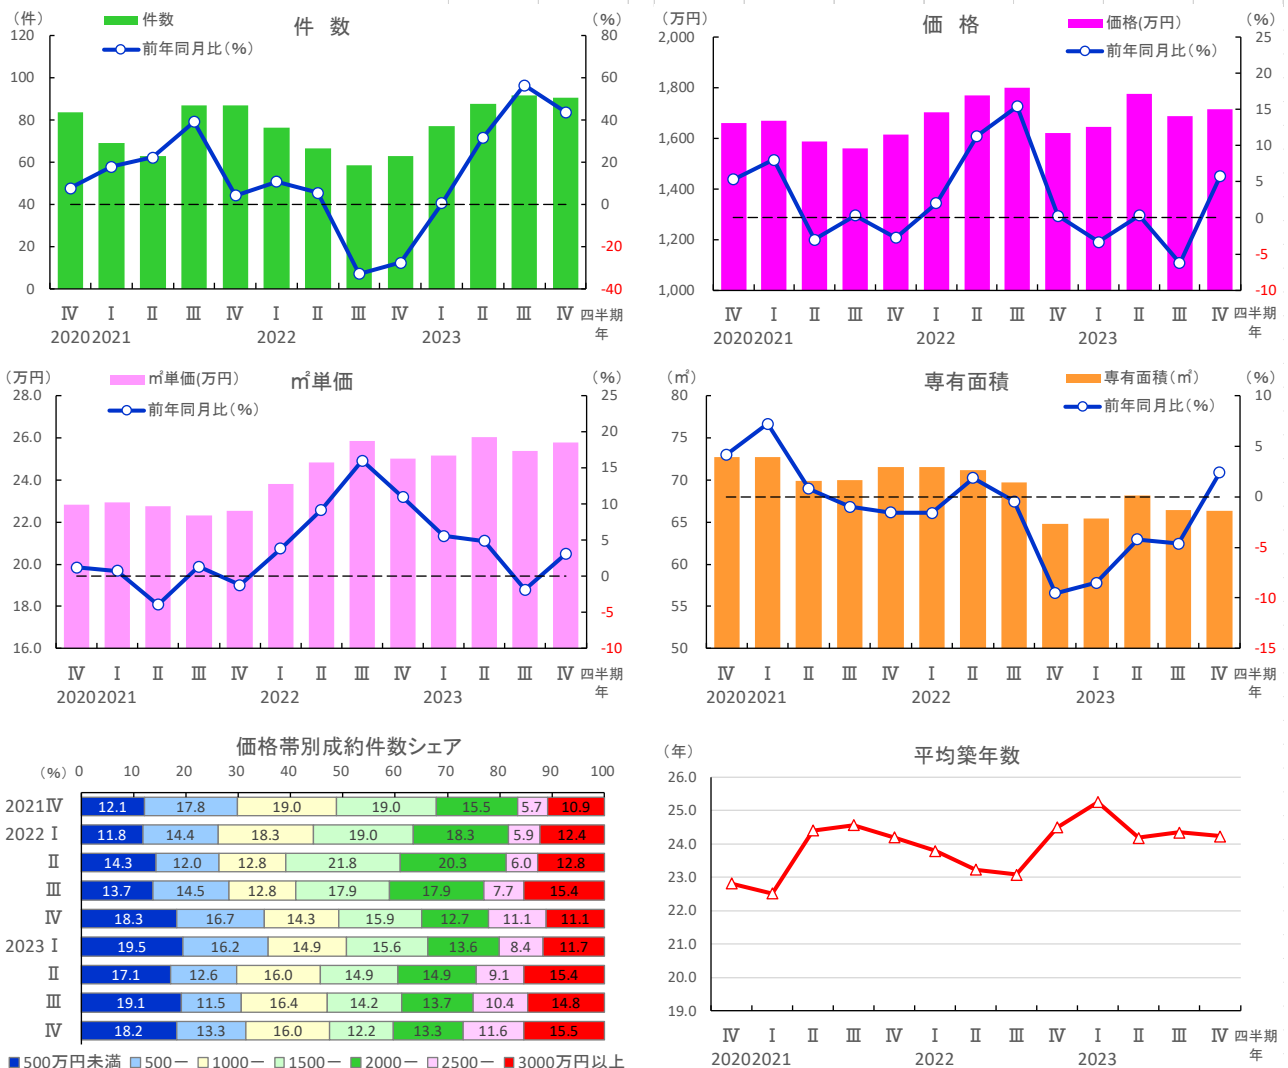 件 数
(件)
(%)
件数
前年同月比(%)
120
100
80
60
40
20
0
80
60
40
20
0
-20
-40
Ⅳ Ⅰ Ⅱ Ⅲ Ⅳ Ⅰ Ⅱ Ⅲ Ⅳ Ⅰ Ⅱ Ⅲ Ⅳ 四半期
2020 2021 2022 2023 年
価 格
(万円)
(%)
価格(万円)
前年同月比(%)
2,000
1,800
1,600
1,400
1,200
1,000
25
20
15
10
5
0
-5
-10
Ⅳ Ⅰ Ⅱ Ⅲ Ⅳ Ⅰ Ⅱ Ⅲ Ⅳ Ⅰ Ⅱ Ⅲ Ⅳ 四半期
2020 2021 2022 2023 年
㎡単価
(万円)
(%)
㎡単価(万円)
前年同月比(%)
28.0
26.0
24.0
22.0
20.0
18.0
16.0
25
20
15
10
5
0
-5
-10
Ⅳ Ⅰ Ⅱ Ⅲ Ⅳ Ⅰ Ⅱ Ⅲ Ⅳ Ⅰ Ⅱ Ⅲ Ⅳ 四半期
2020 2021 2022 2023 年
専有面積
(㎡)
(%)
専有面積(㎡)
前年同月比(%)
80
75
70
65
60
55
50
10
5
0
-5
-10
-15
Ⅳ Ⅰ Ⅱ Ⅲ Ⅳ Ⅰ Ⅱ Ⅲ Ⅳ Ⅰ Ⅱ Ⅲ Ⅳ 四半期
2020 2021 2022 2023 年
価格帯別成約件数シェア
(%) 0 10 20 30 40 50 60 70 80 90 100
2021Ⅳ 12.1 17.8 19.0 19.0 15.5 5.7 10.9
2022 Ⅰ 11.8 14.4 18.3 19.0 18.3 5.9 12.4
Ⅱ 14.3 12.0 12.8 21.8 20.3 6.0 12.8
Ⅲ 13.7 14.5 12.8 17.9 17.9 7.7 15.4
Ⅳ 18.3 16.7 14.3 15.9 12.7 11.1 11.1
2023 Ⅰ 19.5 16.2 14.9 15.6 13.6 8.4 11.7
Ⅱ 17.1 12.6 16.0 14.9 14.9 9.1 15.4
Ⅲ 19.1 11.5 16.4 14.2 13.7 10.4 14.8
Ⅳ 18.2 13.3 16.0 12.2 13.3 11.6 15.5
500万円未満 500ー 1000ー 1500ー 2000ー 2500ー 3000万円以上
平均築年数
(年)
26.0
25.0
24.0
23.0
22.0
21.0
20.0
19.0
Ⅳ Ⅰ Ⅱ Ⅲ Ⅳ Ⅰ Ⅱ Ⅲ Ⅳ Ⅰ Ⅱ Ⅲ Ⅳ 四半期
2020 2021 2022 2023 年